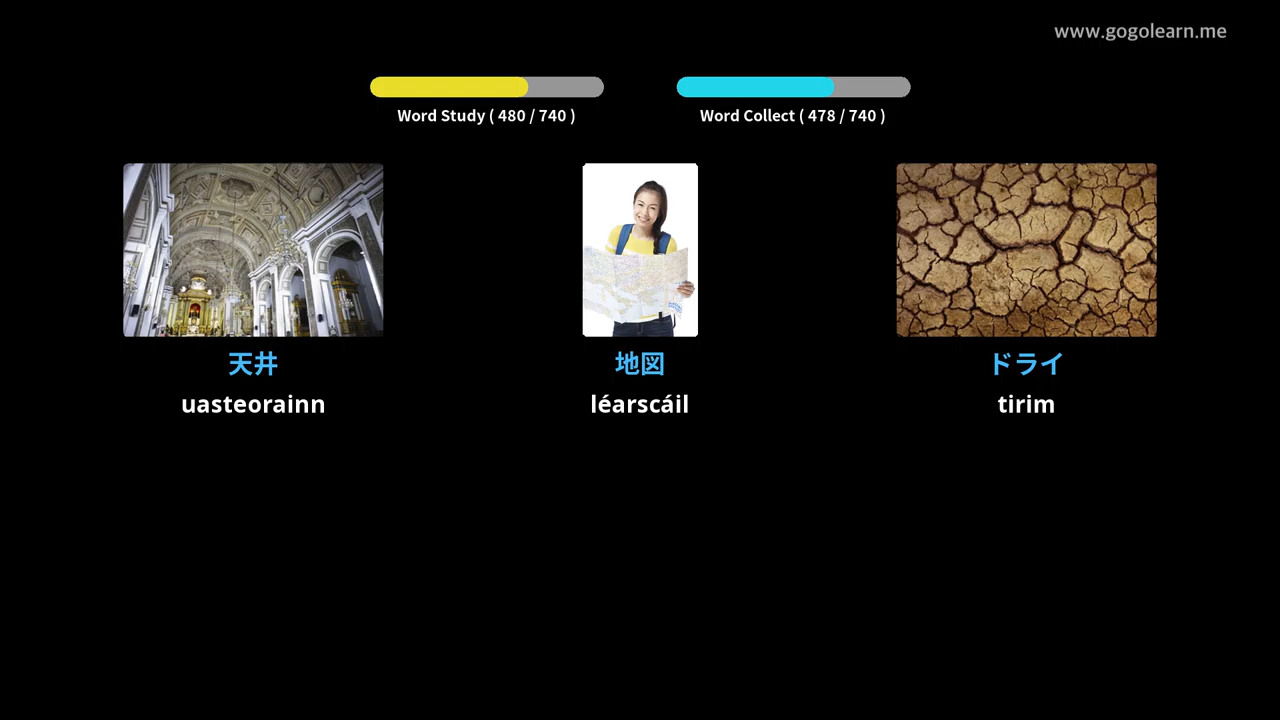 www.gogolearn.me
Word Study ( 480 / 740 )
Word Collect ( 478 / 740 )
天井
地図
ドライ
uasteorainn
léarscáil
tirim